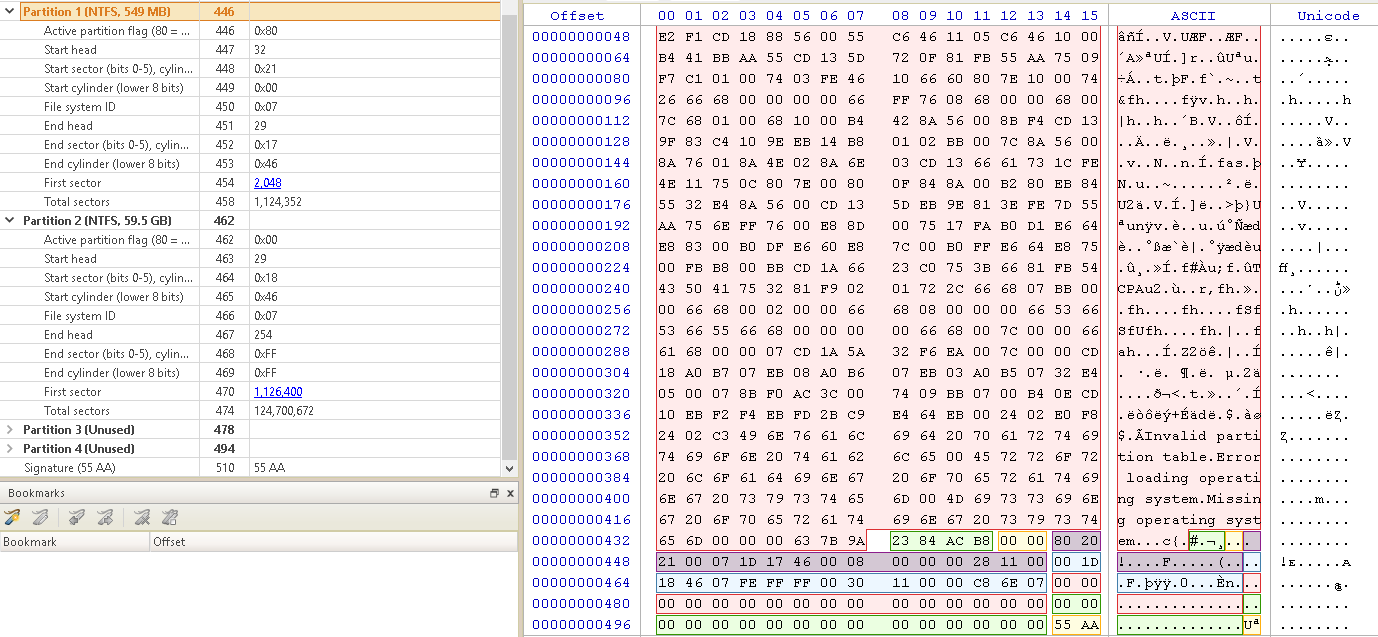 Partition 1 (NTFS, 549 MB) 446
Active partition flag (80 = ... 446 0x80
Start head 447 32
Start sector (bits 0-5), cylin... 448 0x21
Start cylinder (lower 8 bits) 449 0x00
File system ID 450 0x07
End head 451 29
End sector (bits 0-5), cylin... 452 0x17
End cylinder (lower 8 bits) 453 0x46
First sector 454 2,048
Total sectors 458 1,124,352
Partition 2 (NTFS, 59.5 GB) 462
Active partition flag (80 = ... 462 0x00
Start head 463 29
Start sector (bits 0-5), cylin... 464 0x18
Start cylinder (lower 8 bits) 465 0x46
File system ID 466 0x07
End head 467 254
End sector (bits 0-5), cylin... 468 0xFF
End cylinder (lower 8 bits) 469 0xFF
First sector 470 1,126,400
Total sectors 474 124,700,672
Partition 3 (Unused) 478
Partition 4 (Unused) 494
Signature (55 AA) 510 55 AA
Bookmarks
Bookmark Offset
Offset 00 01 02 03 04 05 06 07 08 09 10 11 12 13 14 15 ASCII Unicode
00000000048 E2 F1 CD 18 88 56 00 55 C6 46 11 05 C6 46 10 00 âñÍ..V.UÆF..ÆF..
00000000064 B4 41 BB AA 55 CD 13 5D 72 0F 81 FB 55 AA 75 09 ´A»ªUÍ.]r..ûUªu.
00000000080 F7 C1 01 00 74 03 FE 46 10 66 60 80 7E 10 00 74 ÷Á..t.þF.f`.~..t
00000000096 26 66 68 00 00 00 00 66 FF 76 08 68 00 00 68 00 &fh....fÿv.h..h. .h.....h
00000000112 7C 68 01 00 68 10 00 B4 42 8A 56 00 8B F4 CD 13 |h..h..´B.V..ôÍ. .....V..
00000000128 9F 83 C4 10 9E EB 14 B8 01 02 BB 00 7C 8A 56 00 ..Ä..ë.¸..».|.V.
00000000144 8A 76 01 8A 4E 02 8A 6E 03 CD 13 66 61 73 1C FE .v..N..n.Í.fas.þ
00000000160 4E 11 75 0C 80 7E 00 80 0F 84 8A 00 B2 80 EB 84 N.u..~......².ë. ........
00000000176 55 32 E4 8A 56 00 CD 13 5D EB 9E 81 3E FE 7D 55 U2ä.V.Í.]ë..>þ}U ..V.....
00000000192 AA 75 6E FF 76 00 E8 8D 00 75 17 FA B0 D1 E6 64 ªunÿv.è..u.ú°Ñæd ..v.....
00000000208 E8 83 00 B0 DF E6 60 E8 7C 00 B0 FF E6 64 E8 75 è..°ßæ`è|.°ÿædèu ....|...
00000000224 00 FB B8 00 BB CD 1A 66 23 C0 75 3B 66 81 FB 54 .û¸.»Í.f#Àu;f.ûT
00000000240 43 50 41 75 32 81 F9 02 01 72 2C 66 68 07 BB 00 CPAu2.ù..r,fh.».
00000000256 00 66 68 00 02 00 00 66 68 08 00 00 00 66 53 66 .fh....fh....fSf .h......
00000000272 53 66 55 66 68 00 00 00 00 66 68 00 7C 00 00 66 SfUfh....fh.|..f ..h..h|.
00000000288 61 68 00 00 07 CD 1A 5A 32 F6 EA 00 7C 00 00 CD ah...Í.Z2öê.|..Í .....ê|.
00000000304 18 A0 B7 07 EB 08 A0 B6 07 EB 03 A0 B5 07 32 E4 . ·.ë. ¶.ë. µ.2ä
00000000320 05 00 07 8B F0 AC 3C 00 74 09 BB 07 00 B4 0E CD ....ð¬<.t.»..´.Í ...<....
00000000336 10 EB F2 F4 EB FD 2B C9 E4 64 EB 00 24 02 E0 F8 .ëòôëý+Éädë.$.àø
00000000352 24 02 C3 49 6E 76 61 6C 69 64 20 70 61 72 74 69 $.ÃInvalid parti
00000000368 74 69 6F 6E 20 74 61 62 6C 65 00 45 72 72 6F 72 tion table.Error ........
00000000384 20 6C 6F 61 64 69 6E 67 20 6F 70 65 72 61 74 69 loading operati ........
00000000400 6E 67 20 73 79 73 74 65 6D 00 4D 69 73 73 69 6E ng system.Missin ....m...
00000000416 67 20 6F 70 65 72 61 74 69 6E 67 20 73 79 73 74 g operating syst ........
00000000432 65 6D 00 00 00 63 7B 9A 23 84 AC B8 00 00 80 20 em...c{.#.¬¸... ........
00000000448 21 00 07 1D 17 46 00 08 00 00 00 28 11 00 00 1D !....F.....(....
00000000464 18 46 07 FE FF FF 00 30 11 00 00 C8 6E 07 00 00 .F.þÿÿ.0...Èn...
00000000480 00 00 00 00 00 00 00 00 00 00 00 00 00 00 00 00 ................ ........
00000000496 00 00 00 00 00 00 00 00 00 00 00 00 00 00 55 AA ..............Uª